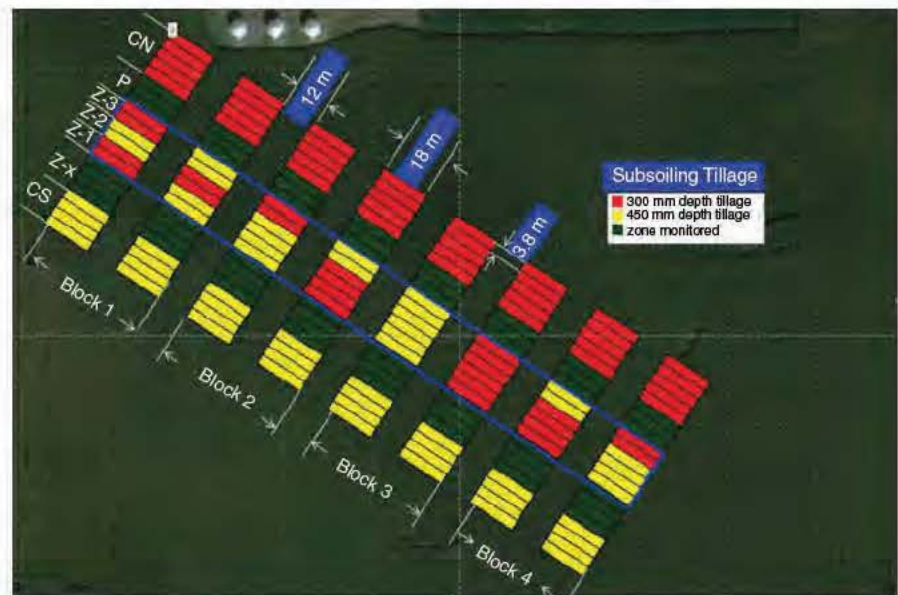 CN
P
Z-3
Z-2
Z-1
Z-x
CS
12 m
18 m
3.8 m
Subsoiling Tillage
300 mm depth tillage
450 mm depth tillage
zone monitored
Block 1
Block 2
Block 3
Block 4